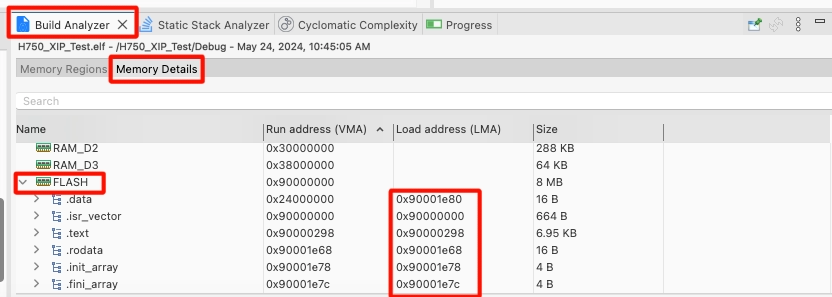 Build Analyzer Static Stack Analyzer Cyclomatic Complexity Progress
H750_XIP_Test.elf - /H750_XIP_Test/Debug - May 24, 2024, 10:45:05 AM
Memory Regions Memory Details
Search
Name Run address (VMA) Load address (LMA) Size
RAM_D2 0x30000000 288 KB
RAM_D3 0x38000000 64 KB
FLASH 0x90000000 8 MB
.data 0x24000000 0x90001e80 16 B
.isr_vector 0x90000000 0x90000000 664 B
.text 0x90000298 0x90000298 6.95 KB
.rodata 0x90001e68 0x90001e68 16 B
.init_array 0x90001e78 0x90001e78 4 B
.fini_array 0x90001e7c 0x90001e7c 4 B